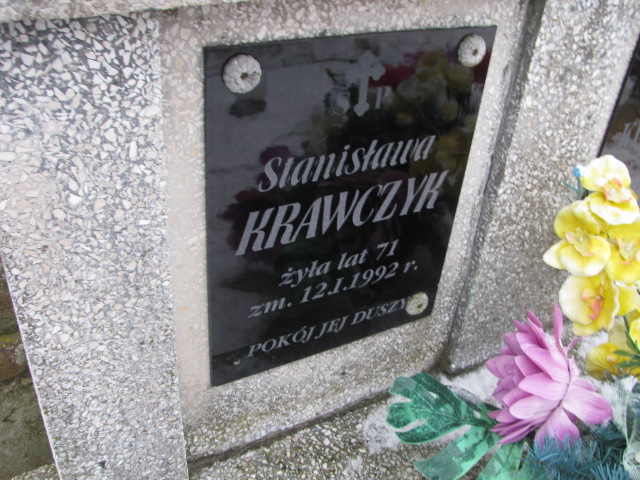 Ś P
Stanisława
KRAWCZYK
żyła lat 71
zm. 12.I.1992 r.
POKÓJ JEJ DUSZY